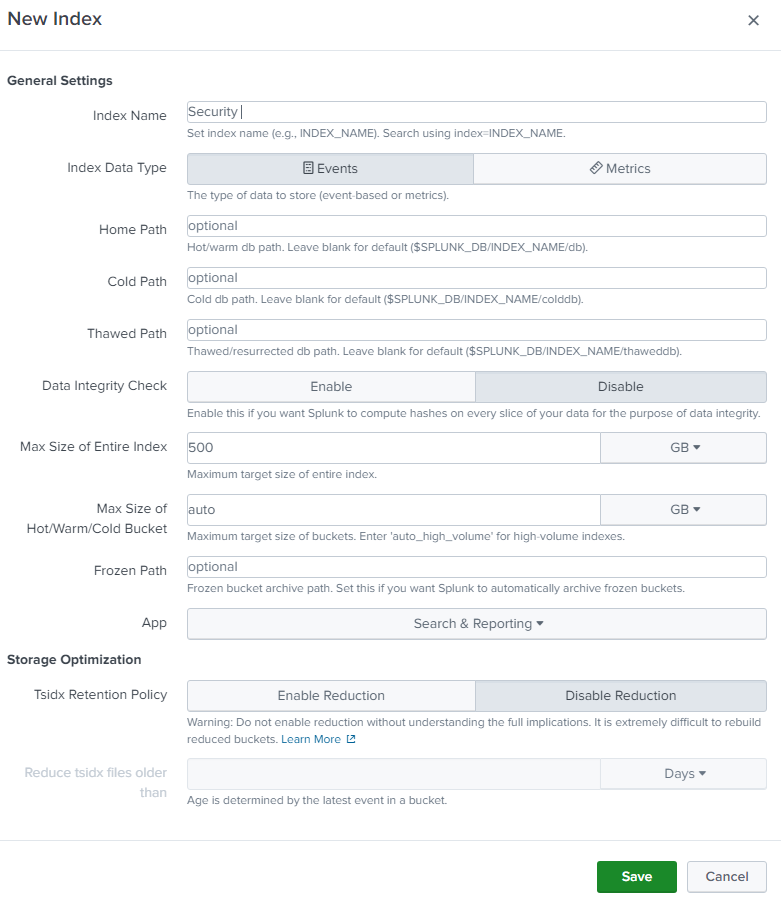 New Index
General Settings
Index Name
Security
Set index name (e.g., INDEX_NAME). Search using index=INDEX_NAME.
Index Data Type
Events
Metrics
The type of data to store (event-based or metrics).
Home Path
optional
Hot/warm db path. Leave blank for default ($SPLUNK_DB/INDEX_NAME/db).
Cold Path
optional
Cold db path. Leave blank for default ($SPLUNK_DB/INDEX_NAME/colddb).
Thawed Path
optional
Thawed/resurrected db path. Leave blank for default ($SPLUNK_DB/INDEX_NAME/thaweddb).
Data Integrity Check
Enable
Disable
Enable this if you want Splunk to compute hashes on every slice of your data for the purpose of data integrity.
Max Size of Entire Index
500
GB
Maximum target size of entire index.
Max Size of
Hot/Warm/Cold Bucket
auto
GB
Maximum target size of buckets. Enter 'auto_high_volume' for high-volume indexes.
Frozen Path
optional
Frozen bucket archive path. Set this if you want Splunk to automatically archive frozen buckets.
App
Search & Reporting
Storage Optimization
Tsidx Retention Policy
Enable Reduction
Disable Reduction
Warning: Do not enable reduction without understanding the full implications. It is extremely difficult to rebuild
reduced buckets. Learn More
Reduce tsidx files older
than
Days
Age is determined by the latest event in a bucket.
Save
Cancel